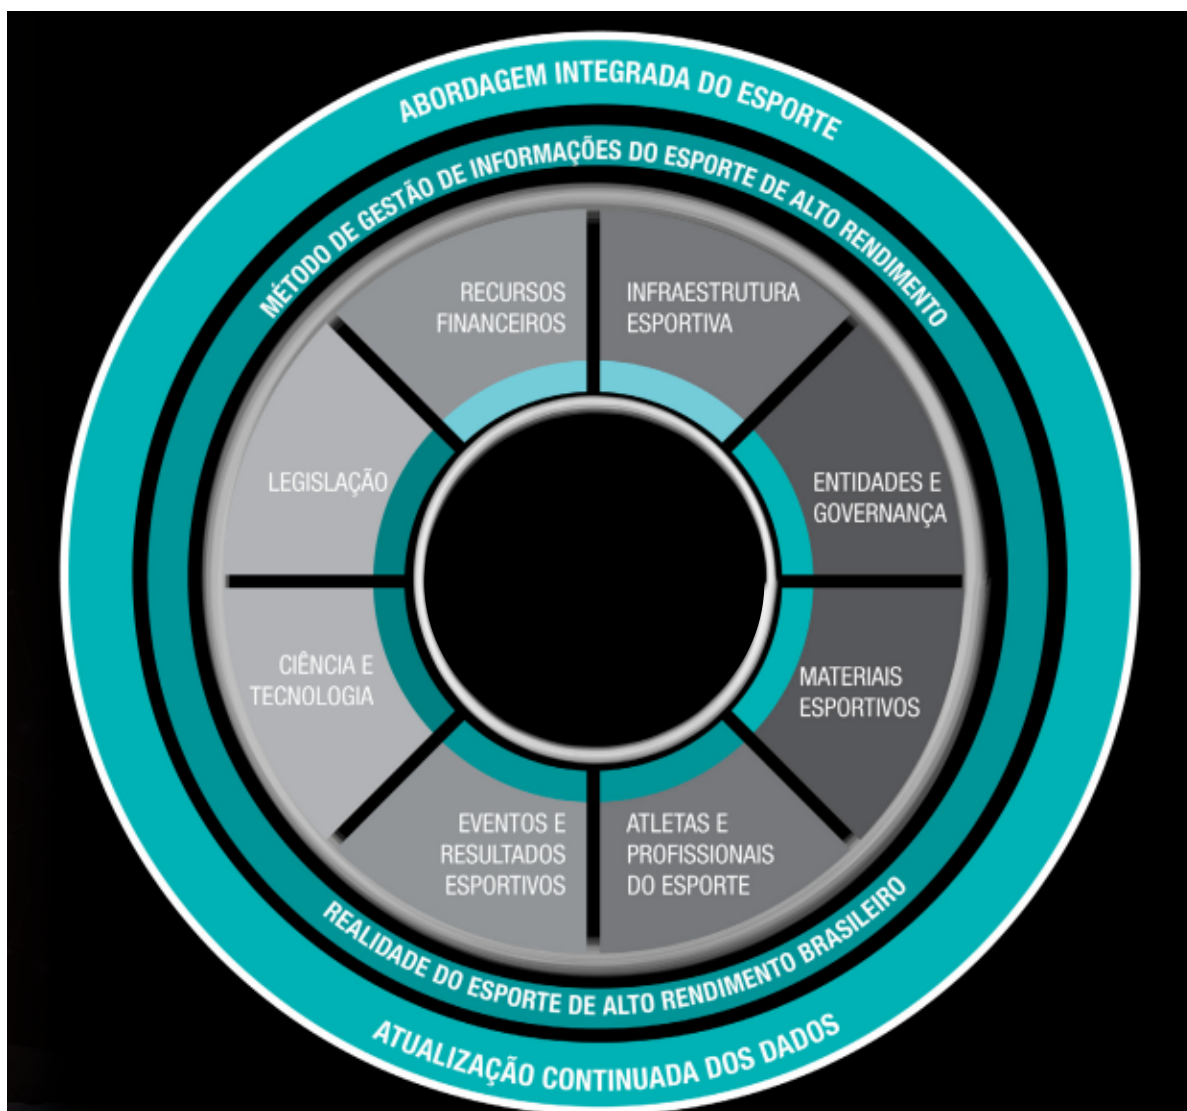 ABORDAGEM INTEGRADA DO ESPORTE
MÉTODO DE GESTÃO DE INFORMAÇÕES DO ESPORTE DE ALTO RENDIMENTO
RECURSOS
FINANCEIROS
INFRAESTRUTURA
ESPORTIVA
LEGISLAÇÃO
ENTIDADES E
GOVERNANÇA
CIÊNCIA E
TECNOLOGIA
MATERIAIS
ESPORTIVOS
EVENTOS E
RESULTADOS
ESPORTIVOS
ATLETAS E
PROFISSIONAIS
DO ESPORTE
REALIDADE DO ESPORTE DE ALTO RENDIMENTO BRASILEIRO
ATUALIZAÇÃO CONTINUADA DOS DADOS